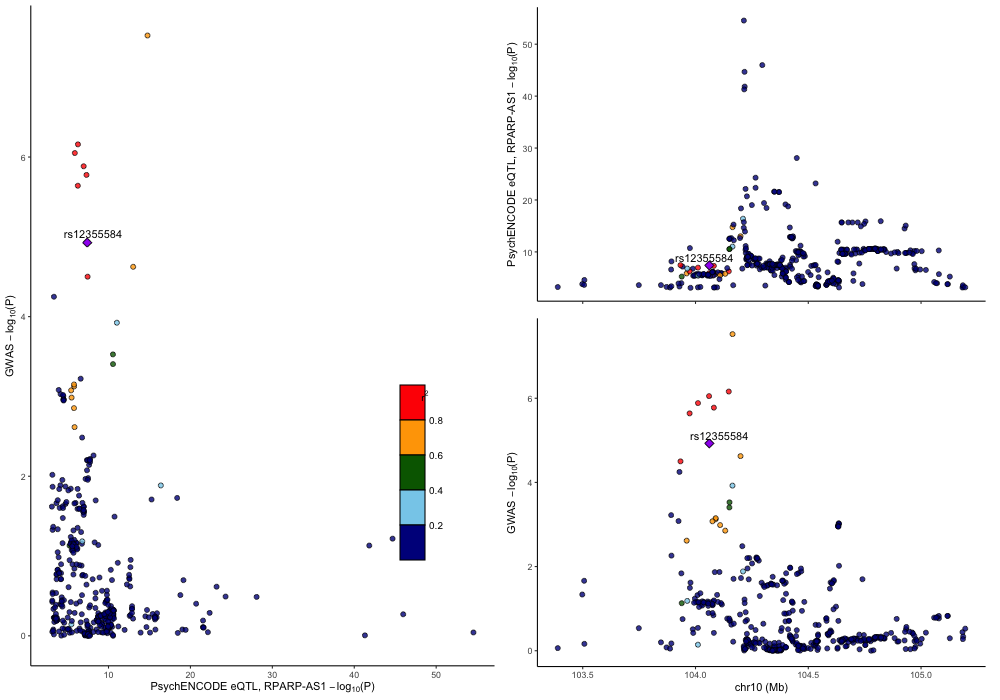 GWAS −log10(P)
6
4
2
0
rs12355584
r2
0.8
0.6
0.4
0.2
10
20
30
40
50
PsychENCODE eQTL, RPARP-AS1 −log10(P)
PsychENCODE eQTL, RPARP-AS1 −log10(P)
50
40
30
20
10
rs12355584
GWAS −log10(P)
6
4
2
0
rs12355584
103.5
104.0
104.5
105.0
chr10 (Mb)